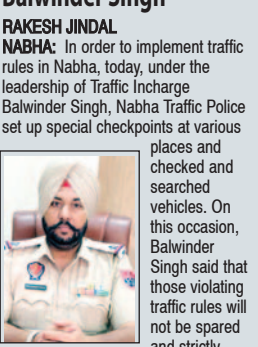 Balwinder Singh
RAKESH JINDAL
NABHA: In order to implement traffic
rules in Nabha, today, under the
leadership of Traffic Incharge
Balwinder Singh, Nabha Traffic Police
set up special checkpoints at various
places and
checked and
searched
vehicles. On
this occasion,
Balwinder
Singh said that
those violating
traffic rules will
not be spared
and strictly